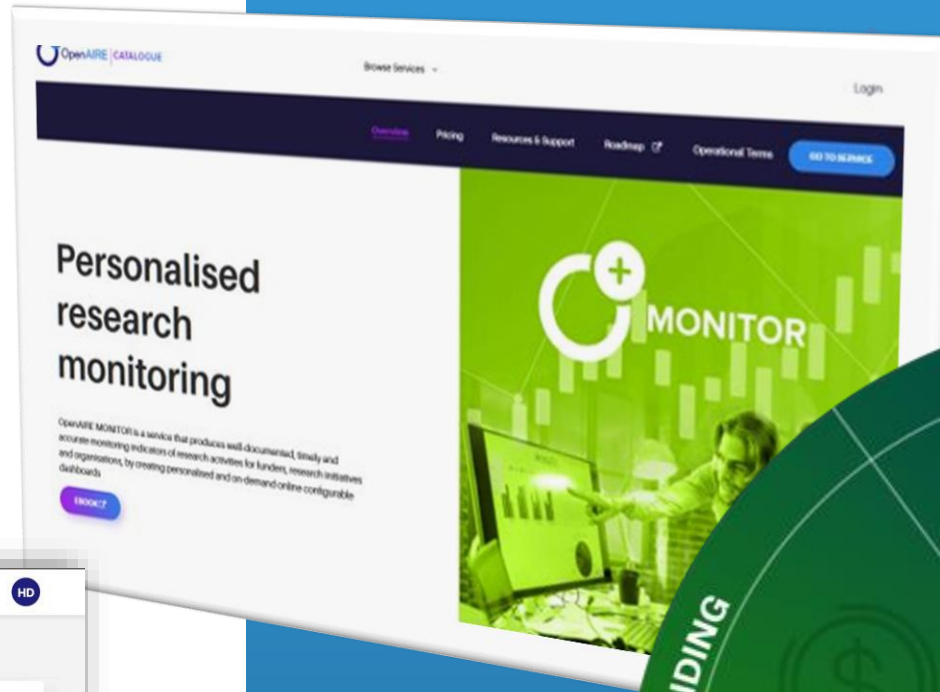 OpenAIRE | CATALOGUE
Browse Services
Login
Overview
Pricing
Resources & Support
Roadmap
Operational Terms
GO TO SERVICE
Personalised
research
monitoring
MONITOR
OpenAIRE MONITOR is a service that produces well-documented, timely and
accurate monitoring indicators of research activities for funders, research initiatives
and organisations, by creating personalised and on-demand online configurable
dashboards
EBOOK
HD